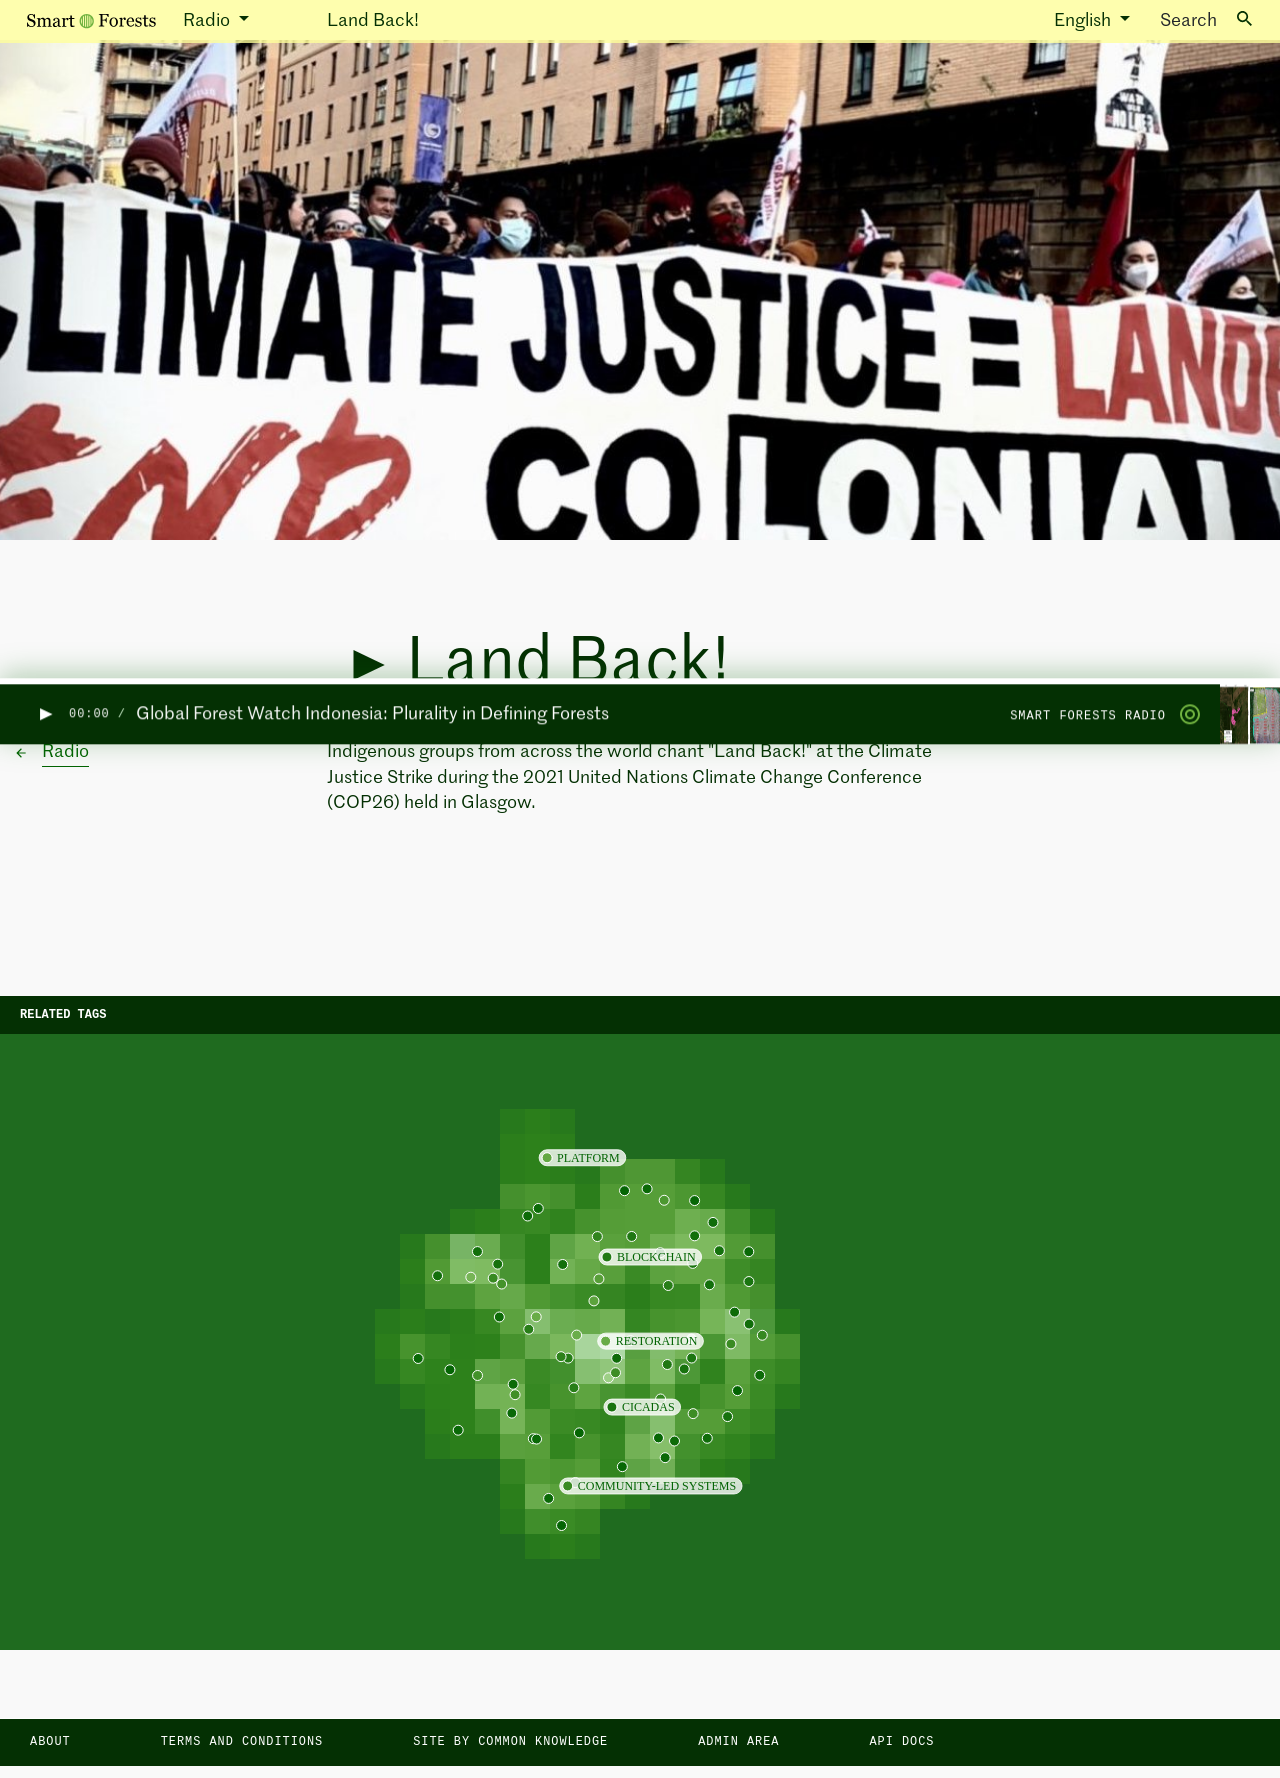 Smart Forests
Radio
Land Back!
English
Search
CLIMATE JUSTICE = LAND
END COLONIAL
Land Back!
00:00 /
Global Forest Watch Indonesia: Plurality in Defining Forests
SMART FORESTS RADIO
← Radio
Indigenous groups from across the world chant "Land Back!" at the Climate
Justice Strike during the 2021 United Nations Climate Change Conference
(COP26) held in Glasgow.
RELATED TAGS
PLATFORM
BLOCKCHAIN
RESTORATION
CICADAS
COMMUNITY-LED SYSTEMS
ABOUT
TERMS AND CONDITIONS
SITE BY COMMON KNOWLEDGE
ADMIN AREA
API DOCS